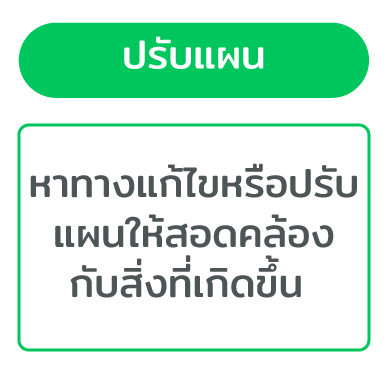 ปรับแผน
หาทางแก้ไขหรือปรับ
แผนให้สอดคล้อง
กับสิ่งที่เกิดขึ้น